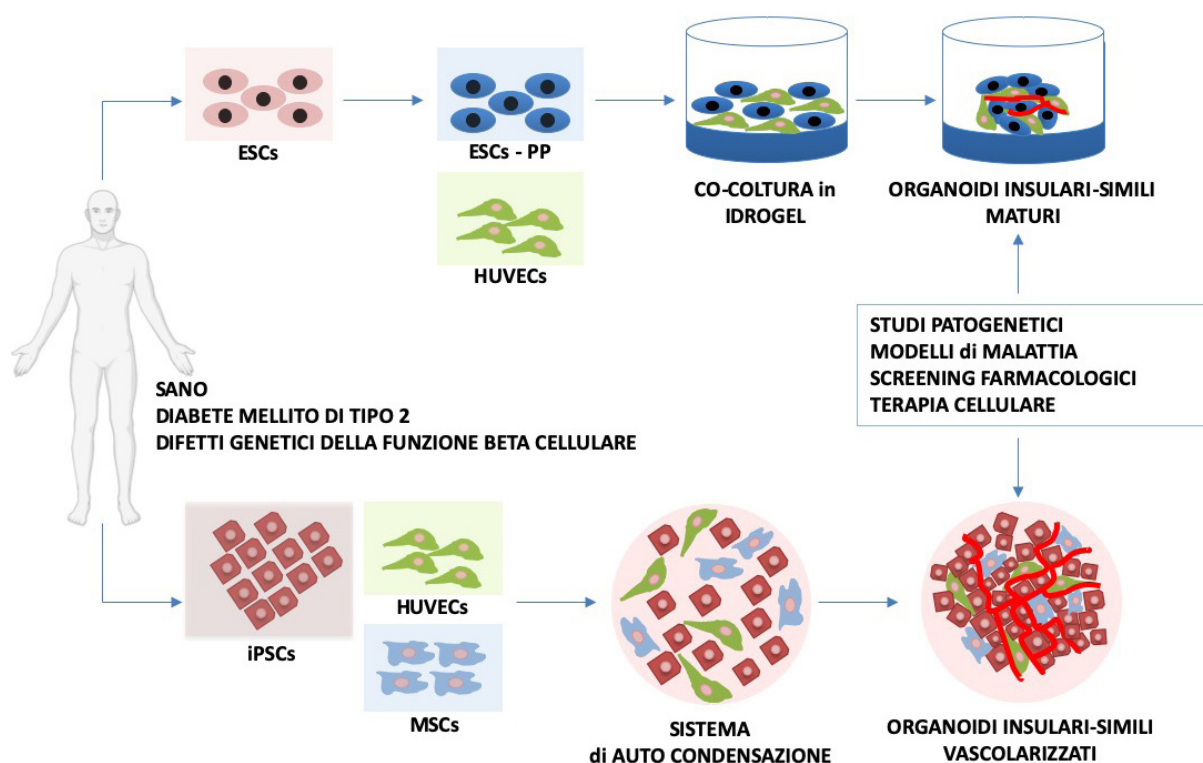 ESCs
ESCs - PP
HUVECs
CO-COLTURA in
IDROGEL
ORGANOIDI INSULARI-SIMILI
MATURI
STUDI PATOGENETICI
MODELLI di MALATTIA
SCREENING FARMACOLOGICI
TERAPIA CELLULARE
SANO
DIABETE MELLITO DI TIPO 2
DIFETTI GENETICI DELLA FUNZIONE BETA CELLULARE
iPSCs
HUVECs
MSCs
SISTEMA
di AUTO CONDENSAZIONE
ORGANOIDI INSULARI-SIMILI
VASCOLARIZZATI